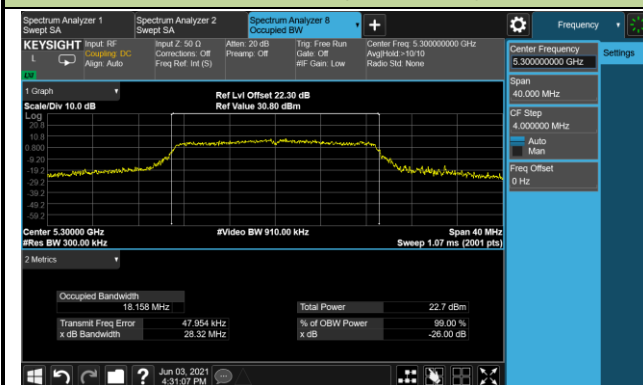 Spectrum Analyzer 1 Spectrum Analyzer 2 Spectrum Analyzer 8 Frequency
Swept SA Swept SA Occupied BW
KEYSIGHT Input: RF Input Z: 50 Ω Atten: 20 dB Trig: Free Run Center Freq: 5.300000000 GHz
L Coupling: DC Corrections: Off Preamp: Off Gate: Off Avg|Hold:>10/10
Align: Auto Freq Ref: Int (S) #IF Gain: Low Radio Std: None
Center Frequency Settings
5.300000000 GHz
Span
40.000 MHz
CF Step
4.000000 MHz
Auto
Man
Freq Offset
0 Hz
1 Graph Ref Lvl Offset 22.30 dB
Scale/Div 10.0 dB Ref Value 30.80 dBm
Log
20.8
10.8
0.800
-9.20
-19.2
-29.2
-39.2
-49.2
-59.2
Center 5.30000 GHz #Video BW 910.00 kHz Span 40 MHz
#Res BW 300.00 kHz Sweep 1.07 ms (2001 pts)
2 Metrics
Occupied Bandwidth
18.158 MHz Total Power 22.7 dBm
Transmit Freq Error 47.954 kHz % of OBW Power 99.00 %
x dB Bandwidth 28.32 MHz x dB -26.00 dB
? Jun 03, 2021
4:31:07 PM